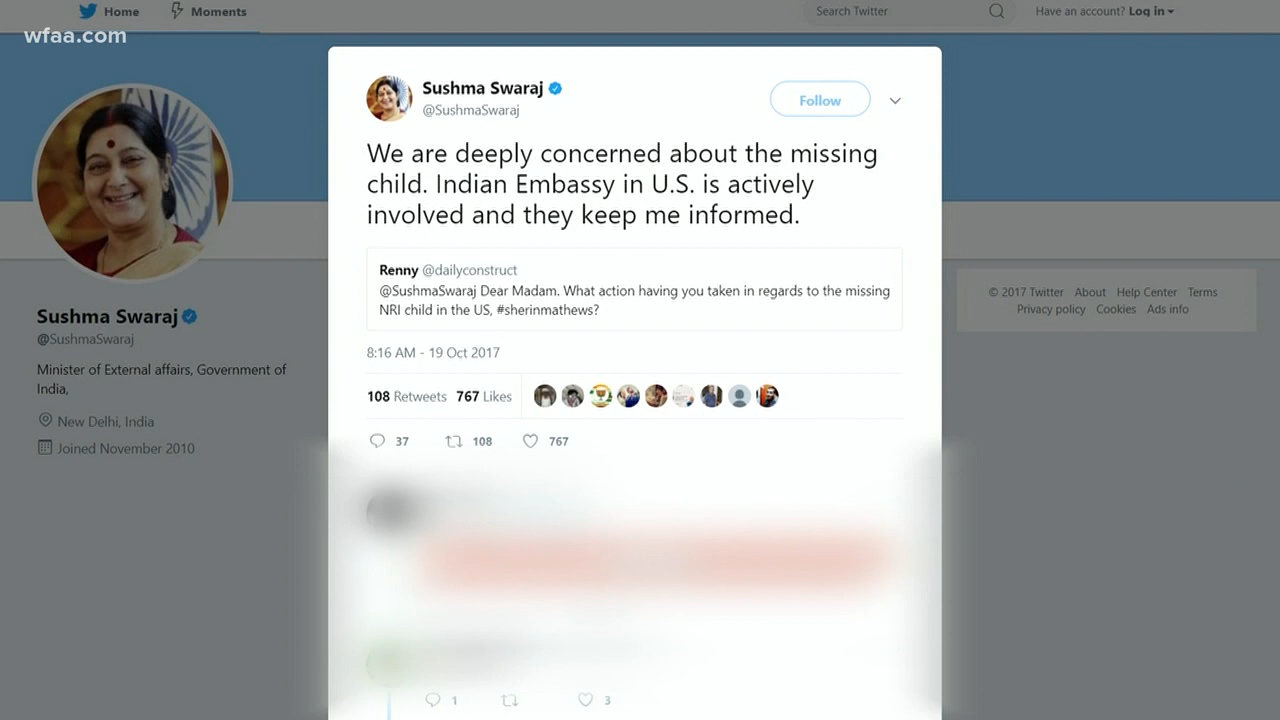 Home
Moments
Search Twitter
Have an account? Log in
wfaa.com
Sushma Swaraj
@SushmaSwaraj
Follow
We are deeply concerned about the missing
child. Indian Embassy in U.S. is actively
involved and they keep me informed.
Renny @dailyconstruct
@SushmaSwaraj Dear Madam. What action having you taken in regards to the missing
NRI child in the US, #sherinmathews?
8:16 AM - 19 Oct 2017
108 Retweets 767 Likes
37 108 767
1 3
Sushma Swaraj
@SushmaSwaraj
Minister of External affairs, Government of
India,
New Delhi, India
Joined November 2010
© 2017 Twitter About Help Center Terms
Privacy policy Cookies Ads info